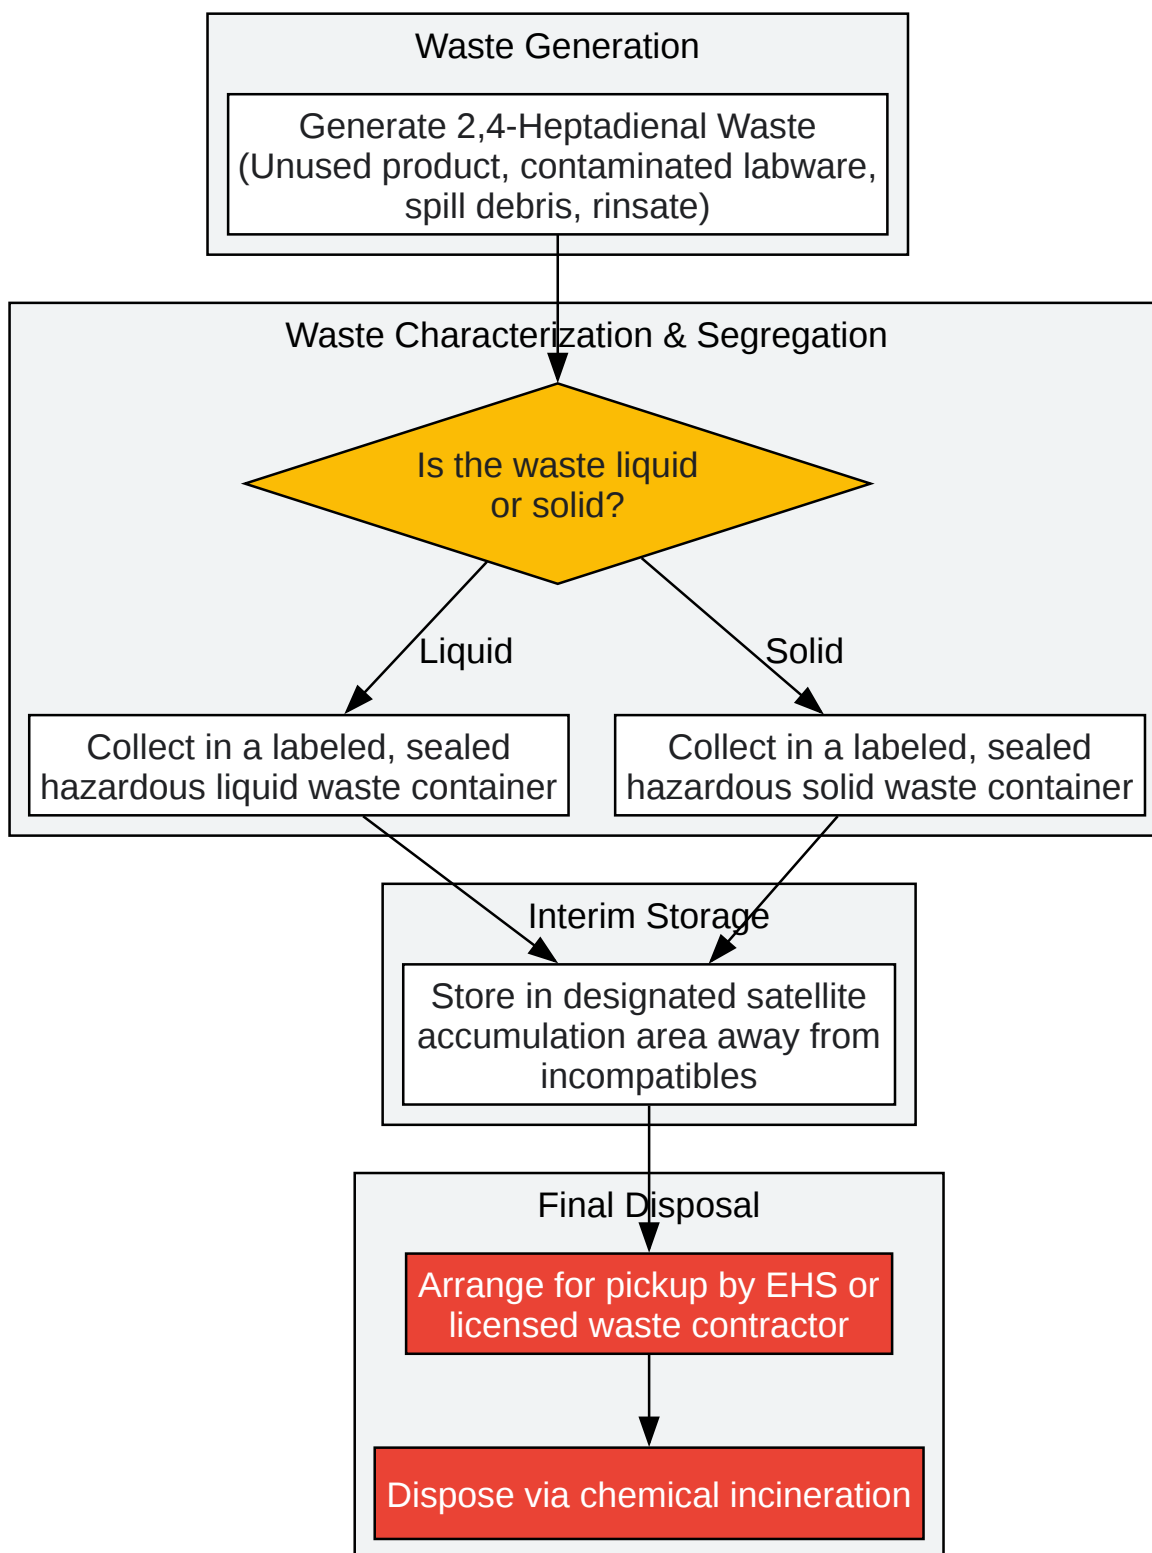 Waste Generation
Generate 2,4-Heptadienal Waste
(Unused product, contaminated labware,
spill debris, rinsate)
Waste Characterization & Segregation
Is the waste liquid
or solid?
Liquid
Solid
Collect in a labeled, sealed
hazardous liquid waste container
Collect in a labeled, sealed
hazardous solid waste container
Interim Storage
Store in designated satellite
accumulation area away from
incompatibles
Final Disposal
Arrange for pickup by EHS or
licensed waste contractor
Dispose via chemical incineration